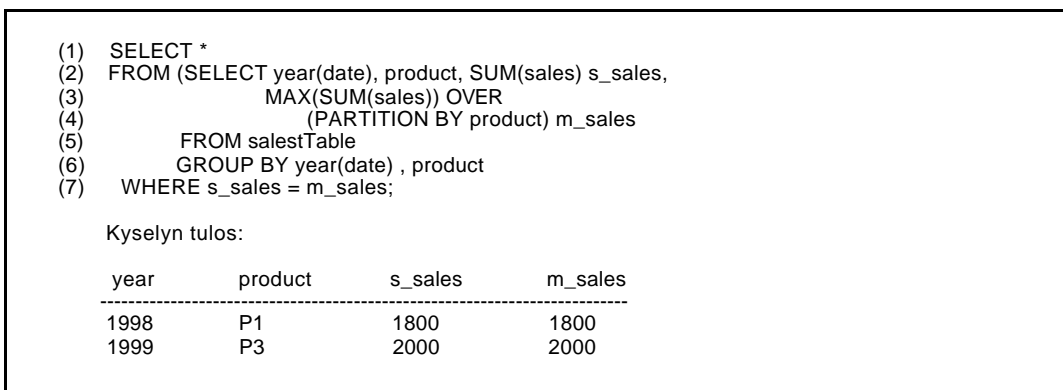 (1) SELECT *
(2) FROM (SELECT year(date), product, SUM(sales) s_sales,
(3) MAX(SUM(sales)) OVER
(4) (PARTITION BY product) m_sales
(5) FROM salestTable
(6) GROUP BY year(date) , product
(7) WHERE s_sales = m_sales;
Kyselyn tulos:
year product s_sales m_sales
--------------------------------------------------------------------------------
1998 P1 1800 1800
1999 P3 2000 2000